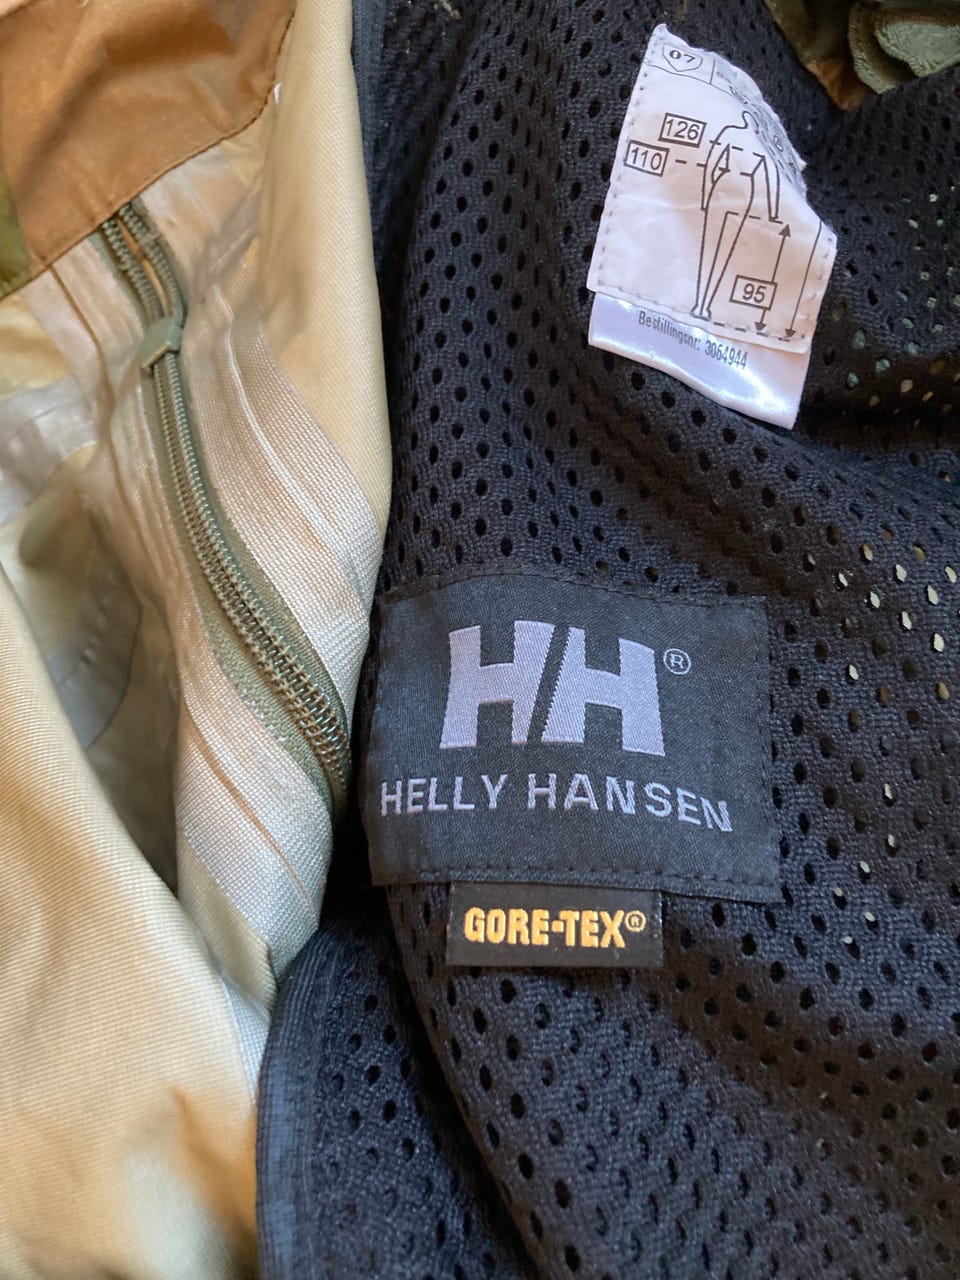 07
126
110
95
Bestillingsnr: 3064944
HH®
HELLY HANSEN
GORE-TEX®